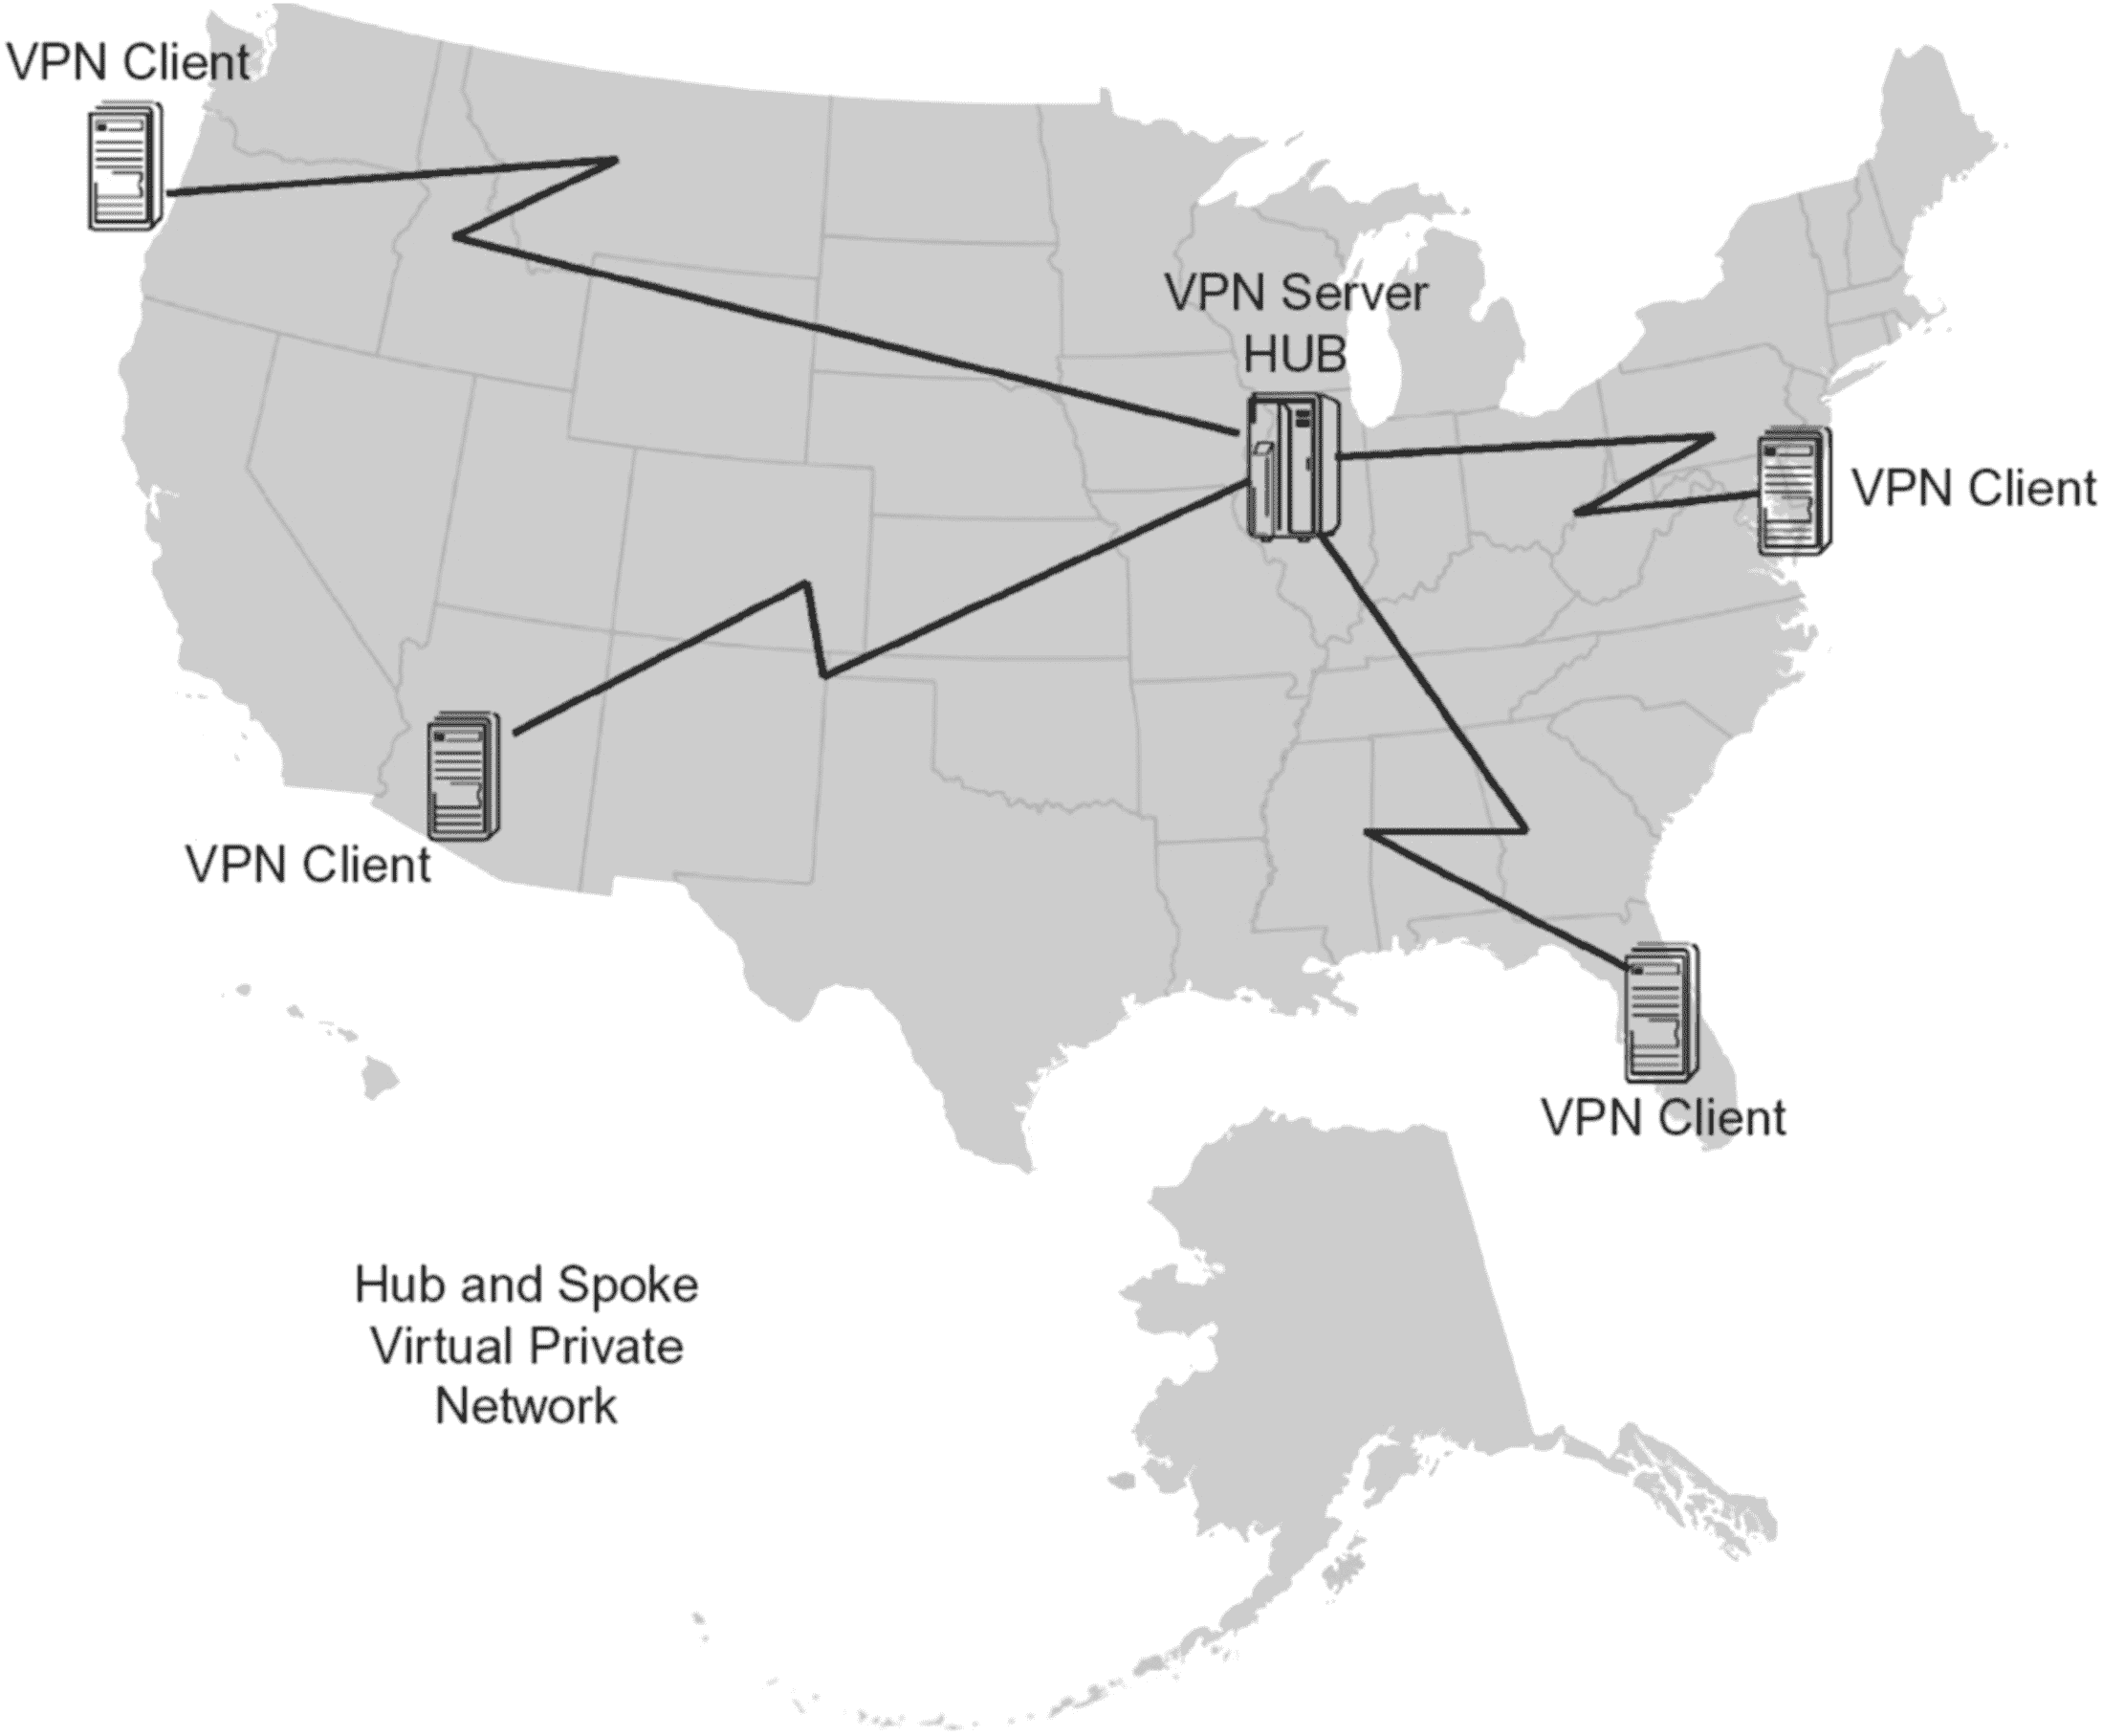 VPN Client
VPN Server
HUB
VPN Client
VPN Client
VPN Client
Hub and Spoke
Virtual Private
Network